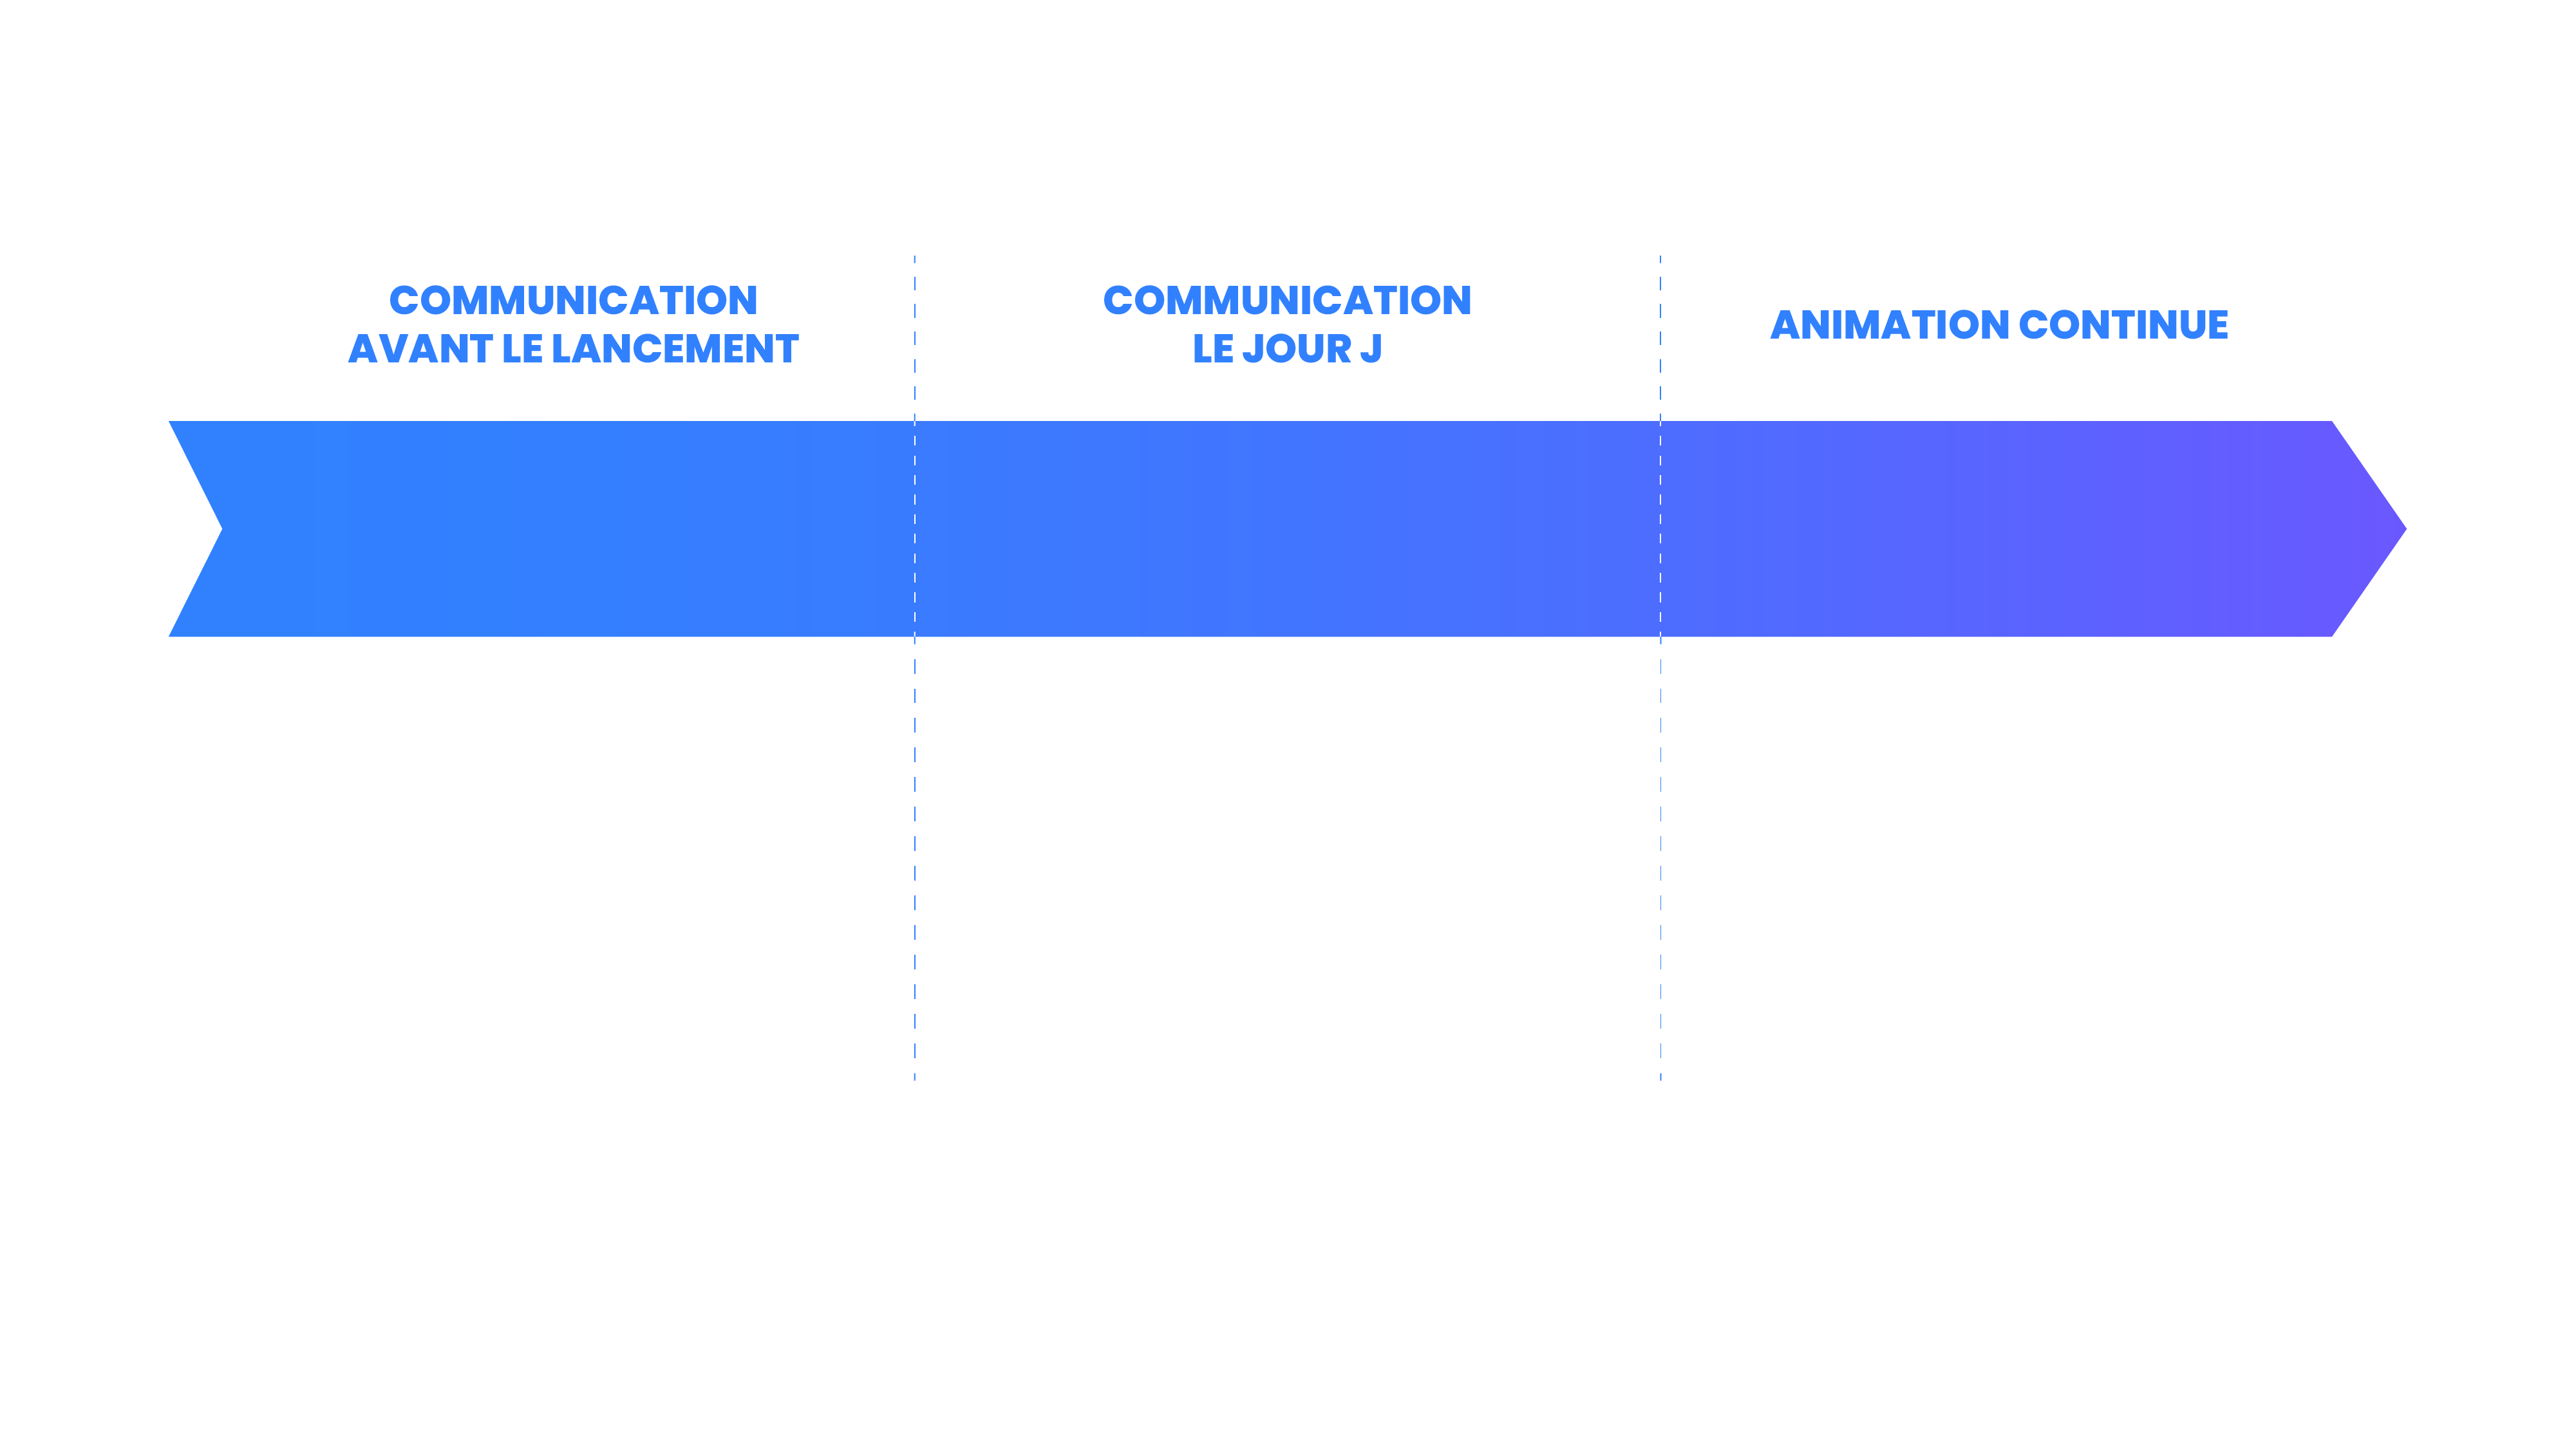 COMMUNICATION
AVANT LE LANCEMENT
COMMUNICATION
LE JOUR J
ANIMATION CONTINUE